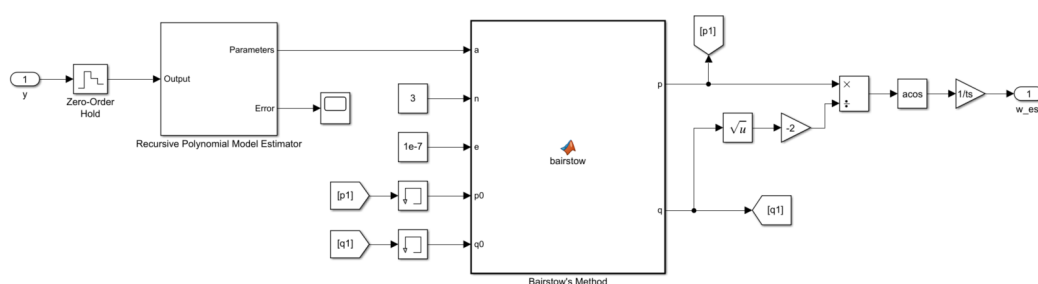 1
y
Zero-Order
Hold
Output
Parameters
Error
Recursive Polynomial Model Estimator
3
1e-7
[p1]
[q1]
a
n
e
p0
q0
bairstow
p
q
Bairstow's Method
[p1]
√u
-2
[q1]
×
÷
acos
1/ts
1
w_es